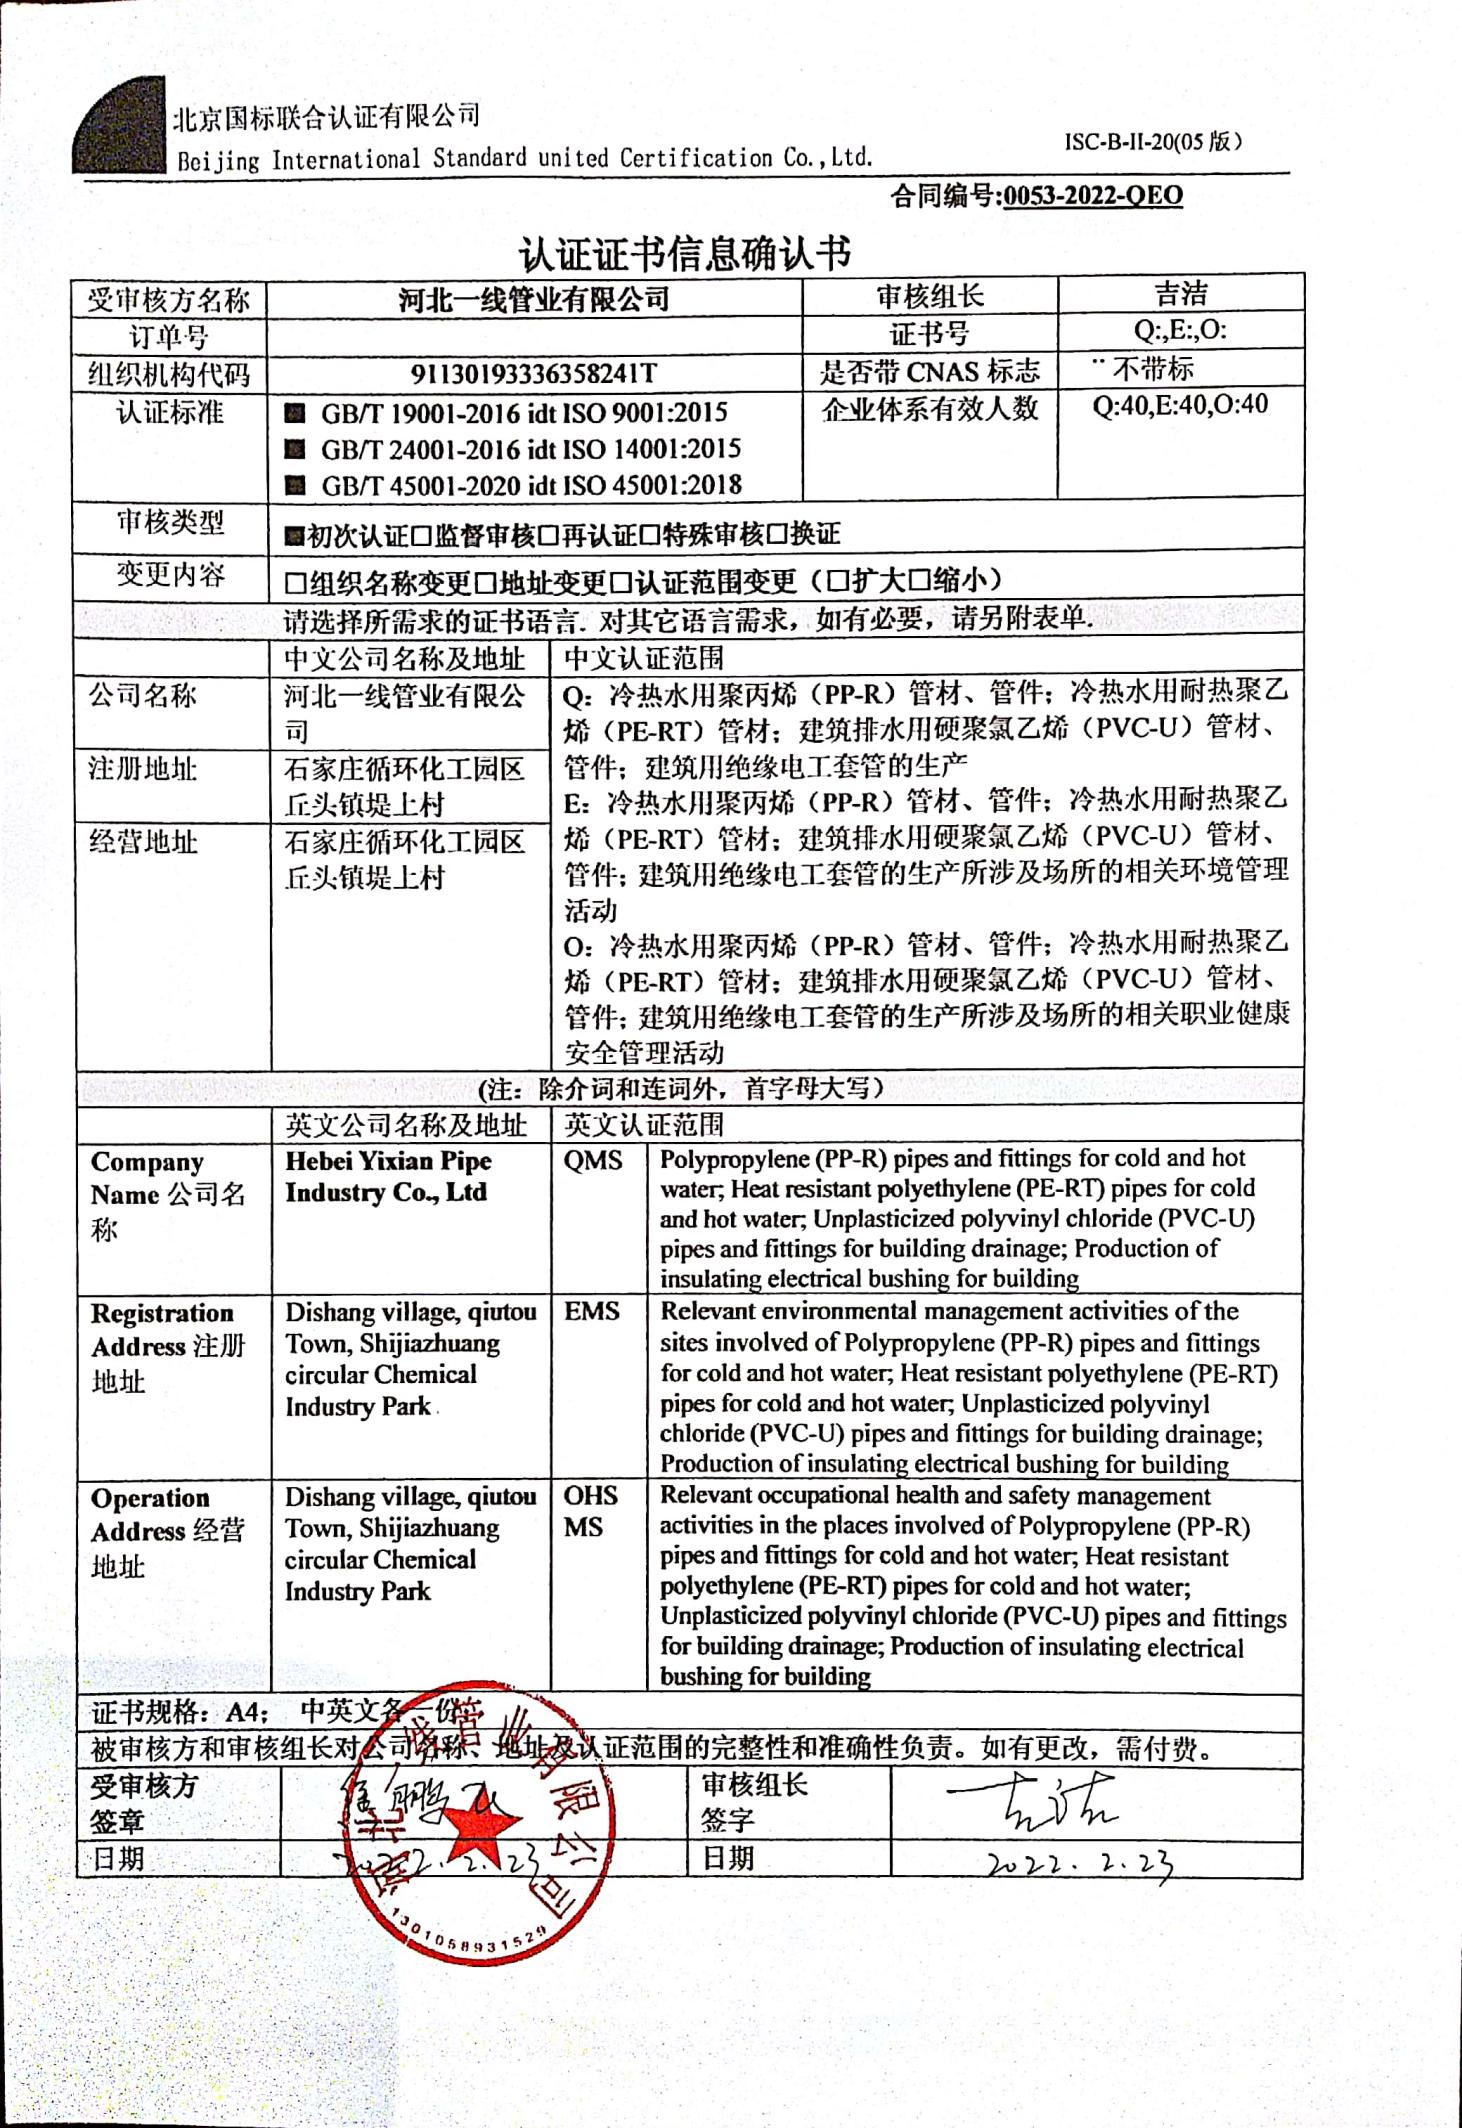 北京国标联合认证有限公司
Beijing International Standard united Certification Co.,Ltd.
ISC-B-II-20(05版)
合同编号:0053-2022-QEO
认证证书信息确认书
受审核方名称 河北一线管业有限公司 审核组长 吉洁
订单号 证书号 Q:,E:,O:
组织机构代码 91130193336358241T 是否带 CNAS 标志 ¨ 不带标
认证标准 ■ GB/T 19001-2016 idt ISO 9001:2015 企业体系有效人数 Q:40,E:40,O:40
■ GB/T 24001-2016 idt ISO 14001:2015
■ GB/T 45001-2020 idt ISO 45001:2018
审核类型 ■初次认证□监督审核□再认证□特殊审核□换证
变更内容 □组织名称变更□地址变更□认证范围变更（□扩大□缩小）
请选择所需求的证书语言. 对其它语言需求，如有必要，请另附表单.
中文公司名称及地址 中文认证范围
公司名称 河北一线管业有限公
司
注册地址 石家庄循环化工园区
丘头镇堤上村
经营地址 石家庄循环化工园区
丘头镇堤上村
Q：冷热水用聚丙烯（PP-R）管材、管件；冷热水用耐热聚乙
烯（PE-RT）管材；建筑排水用硬聚氯乙烯（PVC-U）管材、
管件；建筑用绝缘电工套管的生产
E：冷热水用聚丙烯（PP-R）管材、管件；冷热水用耐热聚乙
烯（PE-RT）管材；建筑排水用硬聚氯乙烯（PVC-U）管材、
管件；建筑用绝缘电工套管的生产所涉及场所的相关环境管理
活动
O：冷热水用聚丙烯（PP-R）管材、管件；冷热水用耐热聚乙
烯（PE-RT）管材；建筑排水用硬聚氯乙烯（PVC-U）管材、
管件；建筑用绝缘电工套管的生产所涉及场所的相关职业健康
安全管理活动
(注：除介词和连词外，首字母大写）
英文公司名称及地址 英文认证范围
Company
Name 公司名
称
Hebei Yixian Pipe
Industry Co., Ltd
QMS
Polypropylene (PP-R) pipes and fittings for cold and hot
water; Heat resistant polyethylene (PE-RT) pipes for cold
and hot water; Unplasticized polyvinyl chloride (PVC-U)
pipes and fittings for building drainage; Production of
insulating electrical bushing for building
Registration
Address 注册
地址
Dishang village, qiutou
Town, Shijiazhuang
circular Chemical
Industry Park
EMS
Relevant environmental management activities of the
sites involved of Polypropylene (PP-R) pipes and fittings
for cold and hot water; Heat resistant polyethylene (PE-RT)
pipes for cold and hot water; Unplasticized polyvinyl
chloride (PVC-U) pipes and fittings for building drainage;
Production of insulating electrical bushing for building
Operation
Address 经营
地址
Dishang village, qiutou
Town, Shijiazhuang
circular Chemical
Industry Park
OHS
MS
Relevant occupational health and safety management
activities in the places involved of Polypropylene (PP-R)
pipes and fittings for cold and hot water; Heat resistant
polyethylene (PE-RT) pipes for cold and hot water;
Unplasticized polyvinyl chloride (PVC-U) pipes and fittings
for building drainage; Production of insulating electrical
bushing for building
证书规格：A4； 中英文各一份
被审核方和审核组长对公司名称、地址及认证范围的完整性和准确性负责。如有更改，需付费。
受审核方
签章
审核组长
签字
吉洁
日期 2022.2.23 日期 2022.2.23
河北一线管业有限公司
1301058931529